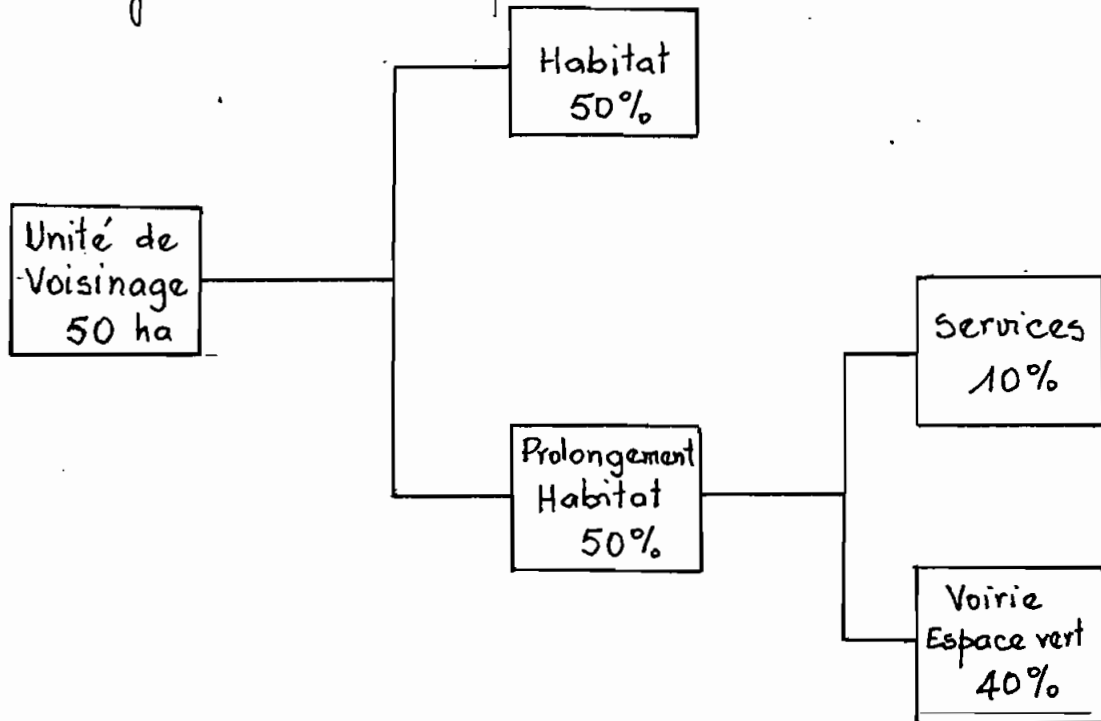 Habitat
50%
Unité de
Voisinage
50 ha
Services
10%
Prolongement
Habitat
50%
Voirie
Espace vert
40%